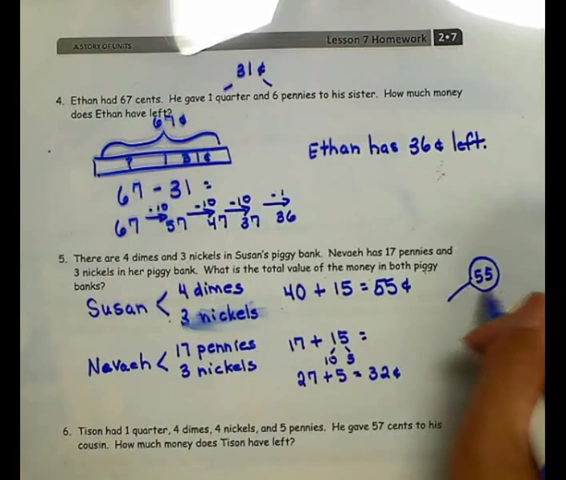 A STORY OF UNITS
Lesson 7 Homework 2•7
31¢
4. Ethan had 67 cents. He gave 1 quarter and 6 pennies to his sister. How much money
does Ethan have left?
67¢
? 31¢
Ethan has 36¢ left.
67 - 31 =
-10 -10 -10 -1
67 → 57 → 47 → 37 → 36
5. There are 4 dimes and 3 nickels in Susan's piggy bank. Nevaeh has 17 pennies and
3 nickels in her piggy bank. What is the total value of the money in both piggy
banks?
55
Susan < 4 dimes
3 nickels
40 + 15 = 55¢
Nevaeh < 17 pennies
3 nickels
17 + 15 =
10 5
27 + 5 = 32¢
6. Tison had 1 quarter, 4 dimes, 4 nickels, and 5 pennies. He gave 57 cents to his
cousin. How much money does Tison have left?